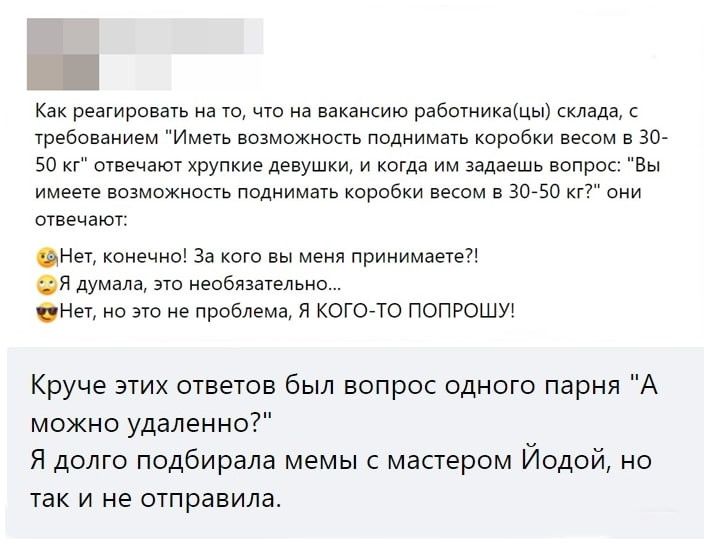 Как реагировать на то, что на вакансию работника(цы) склада, с
требованием "Иметь возможность поднимать коробки весом в 30-
50 кг" отвечают хрупкие девушки, и когда им задаешь вопрос: "Вы
имеете возможность поднимать коробки весом в 30-50 кг?" они
отвечают:
🧐Нет, конечно! За кого вы меня принимаете?!
🙄Я думала, это необязательно...
😎Нет, но это не проблема, Я КОГО-ТО ПОПРОШУ!
Круче этих ответов был вопрос одного парня "А
можно удаленно?"
Я долго подбирала мемы с мастером Йодой, но
так и не отправила.